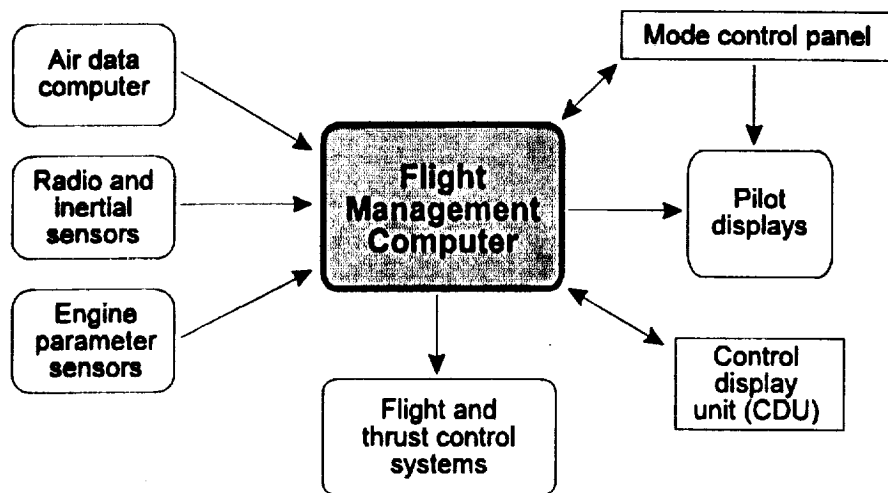 Air data
computer
Radio and
inertial
sensors
Engine
parameter
sensors
Flight
Management
Computer
Flight and
thrust control
systems
Mode control panel
Pilot
displays
Control
display
unit (CDU)